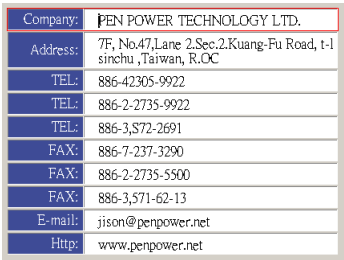 Company: PEN POWER TECHNOLOGY LTD.
Address: 7F, No.47,Lane 2.Sec.2.Kuang-Fu Road, t-l
sinchu ,Taiwan, R.OC
TEL: 886-42305-9922
TEL: 886-2-2735-9922
TEL: 886-3,S72-2691
FAX: 886-7-237-3290
FAX: 886-2-2735-5500
FAX: 886-3,571-62-13
E-mail: jison@penpower.net
Http: www.penpower.net